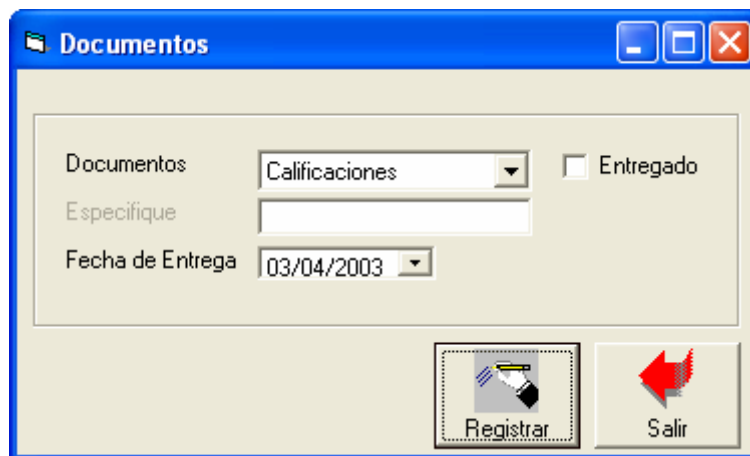 Documentos
Documentos Calificaciones Entregado
Especifique
Fecha de Entrega 03/04/2003
Registrar Salir